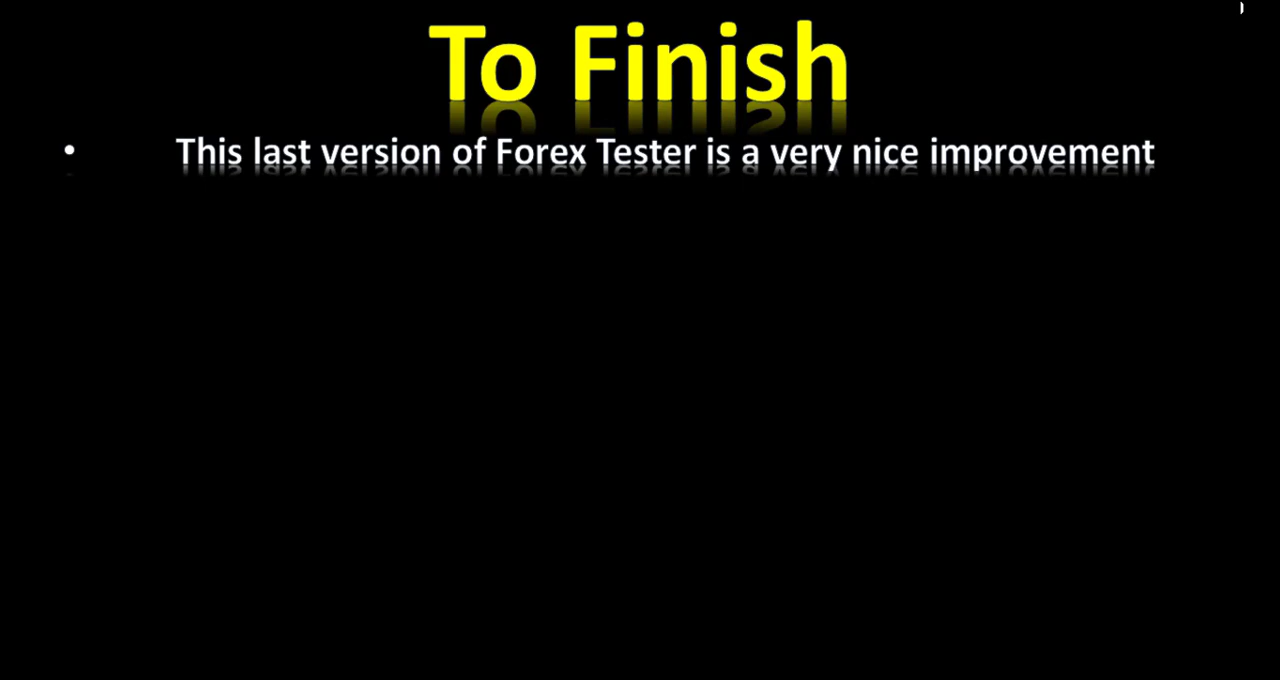 To Finish
• This last version of Forex Tester is a very nice improvement